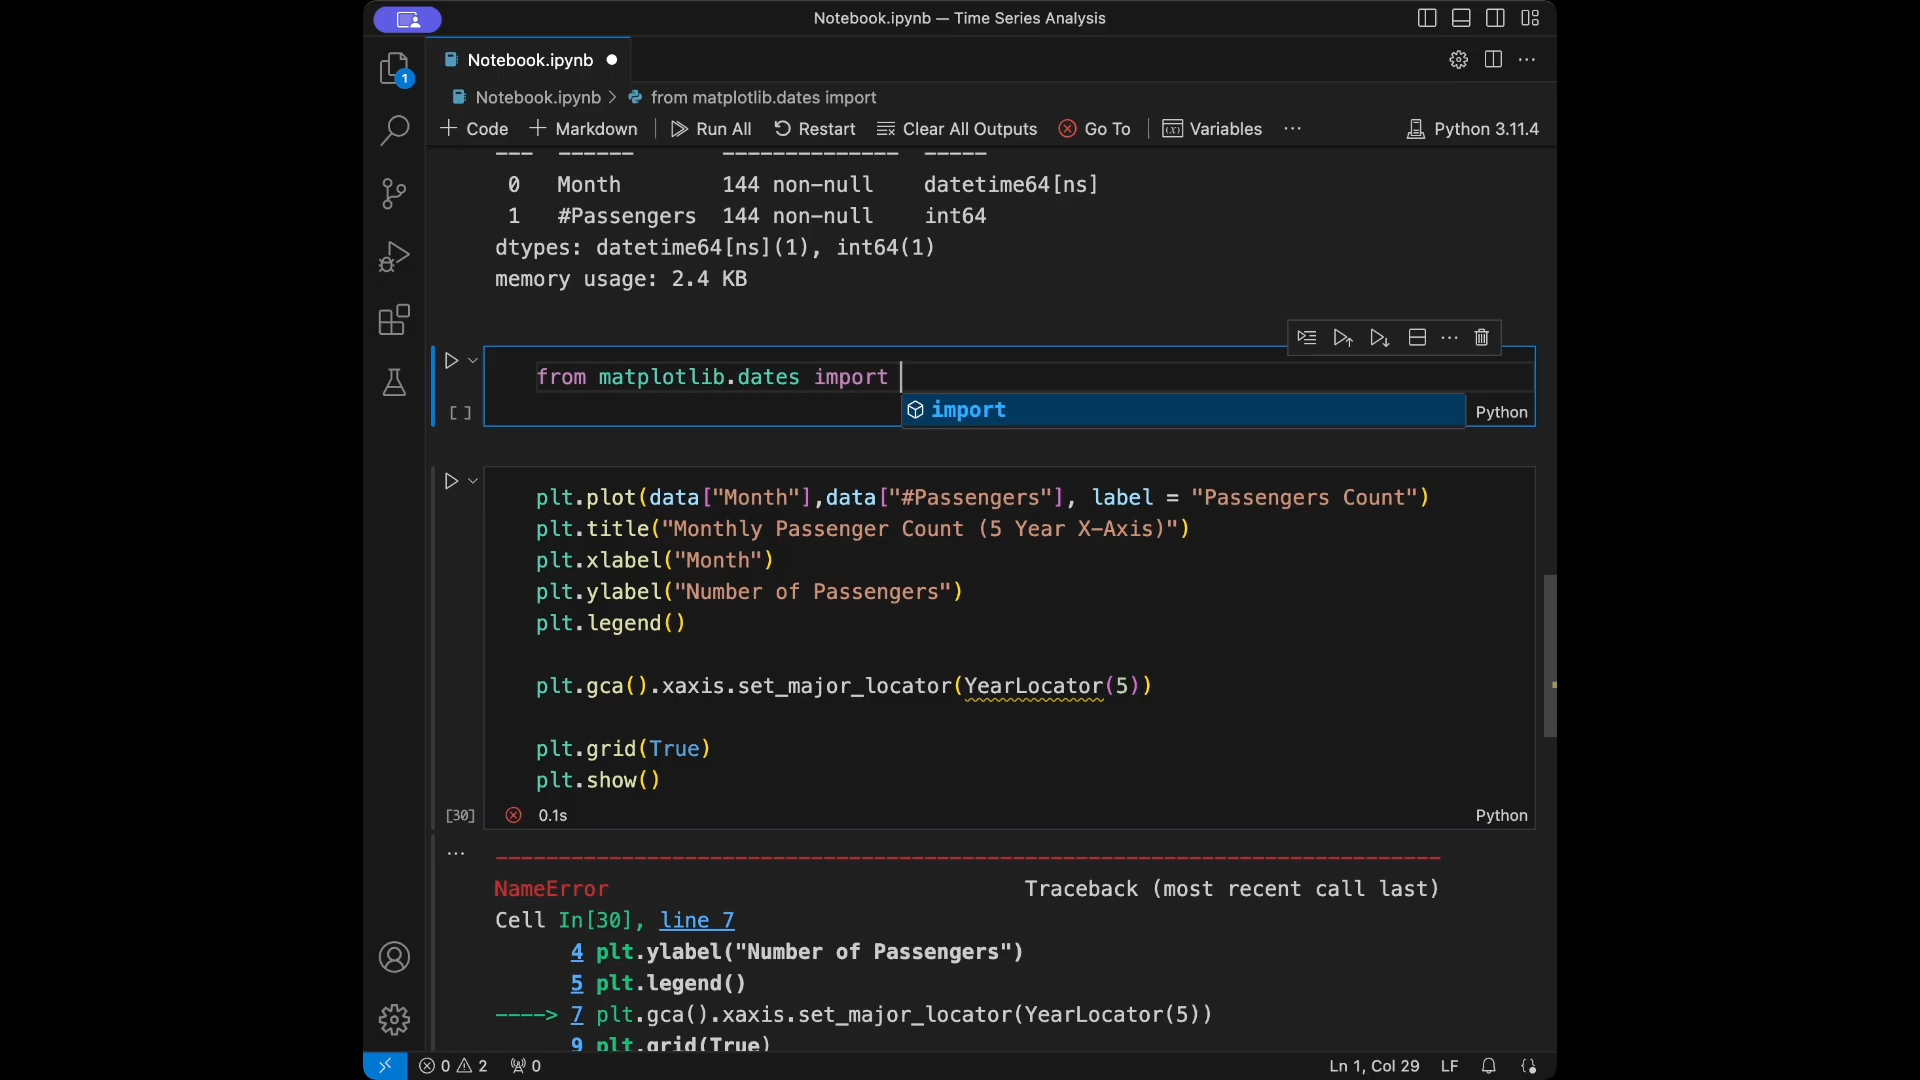 Notebook.ipynb — Time Series Analysis
Notebook.ipynb
1
Notebook.ipynb > from matplotlib.dates import
+ Code + Markdown Run All Restart Clear All Outputs Go To Variables ... Python 3.11.4
--- ------ -------------- -----
0 Month 144 non-null datetime64[ns]
1 #Passengers 144 non-null int64
dtypes: datetime64[ns](1), int64(1)
memory usage: 2.4 KB
from matplotlib.dates import
import
[ ] Python
plt.plot(data["Month"],data["#Passengers"], label = "Passengers Count")
plt.title("Monthly Passenger Count (5 Year X-Axis)")
plt.xlabel("Month")
plt.ylabel("Number of Passengers")
plt.legend()
plt.gca().xaxis.set_major_locator(YearLocator(5))
plt.grid(True)
plt.show()
[30] 0.1s Python
...
---------------------------------------------------------------------------
NameError Traceback (most recent call last)
Cell In[30], line 7
4 plt.ylabel("Number of Passengers")
5 plt.legend()
----> 7 plt.gca().xaxis.set_major_locator(YearLocator(5))
9 plt.grid(True)
0 2 0 Ln 1, Col 29 LF